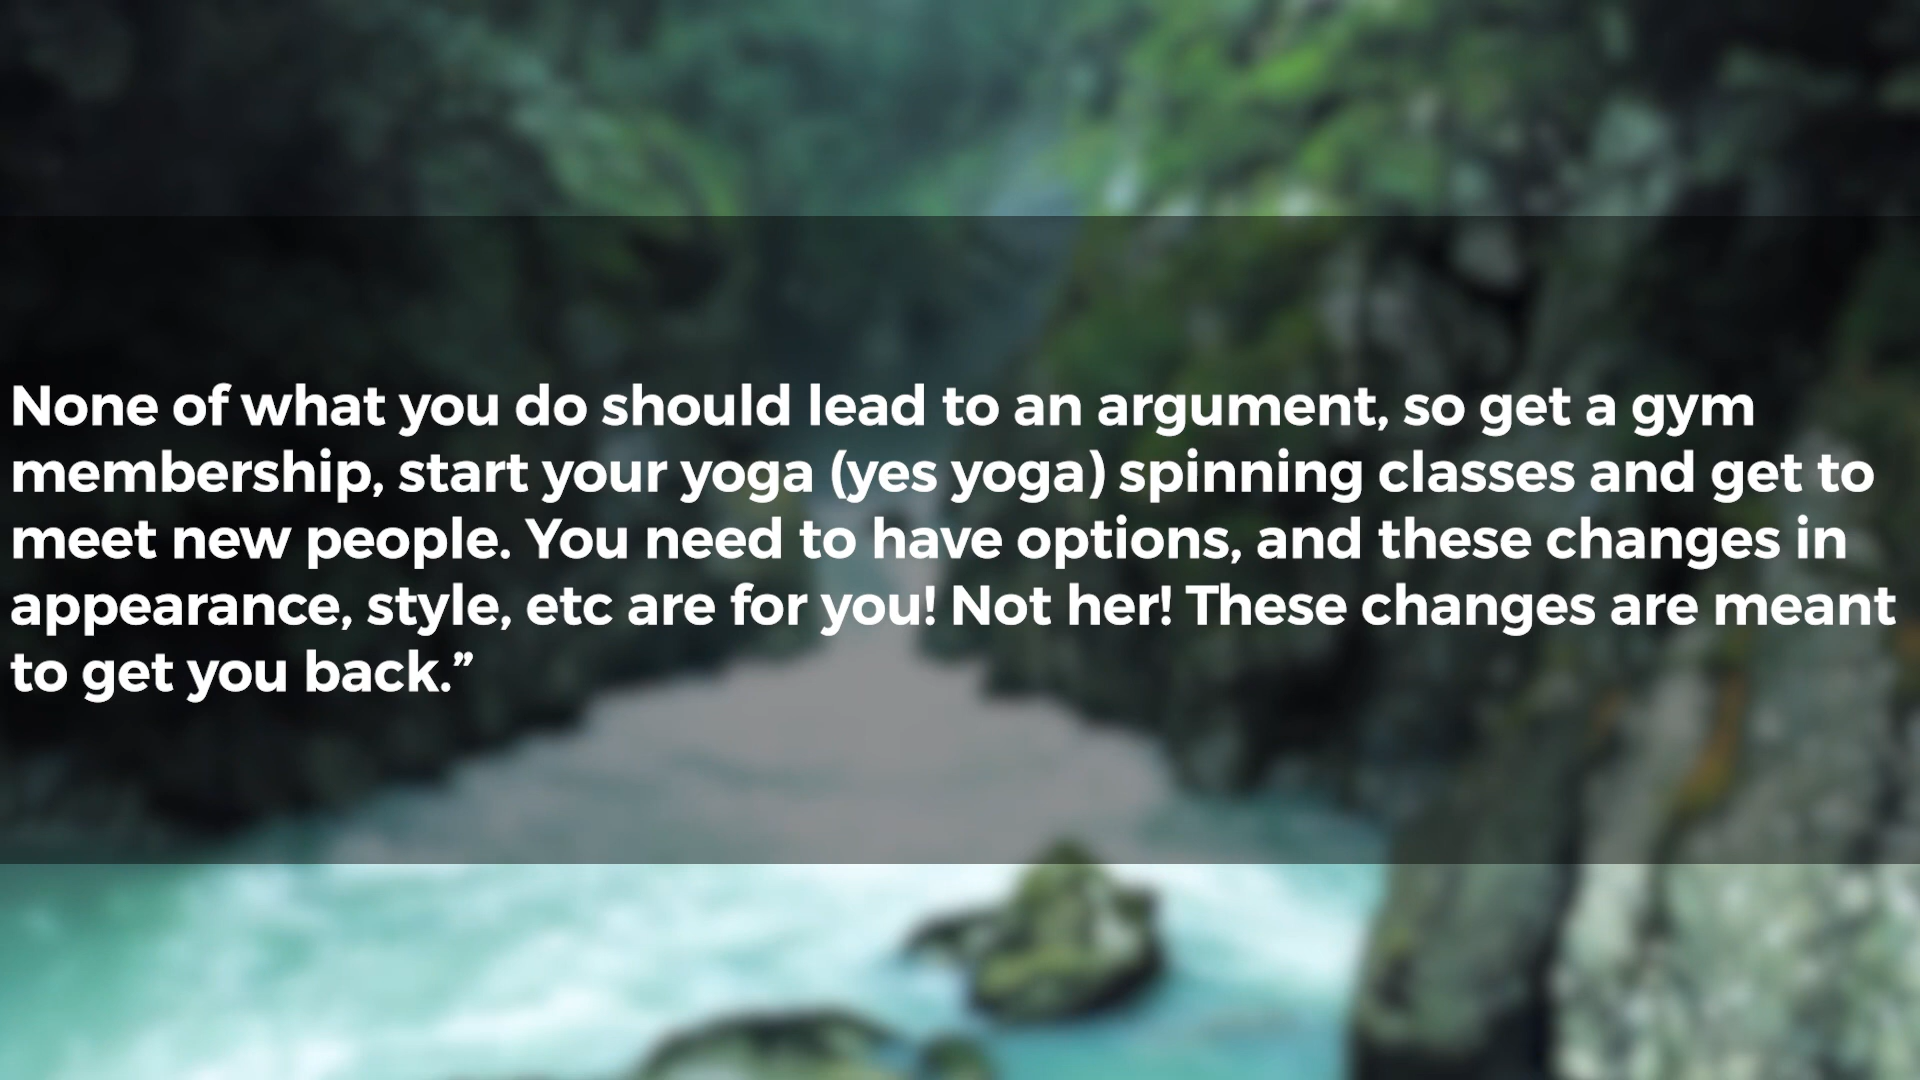 None of what you do should lead to an argument, so get a gym
membership, start your yoga (yes yoga) spinning classes and get to
meet new people. You need to have options, and these changes in
appearance, style, etc are for you! Not her! These changes are meant
to get you back.”